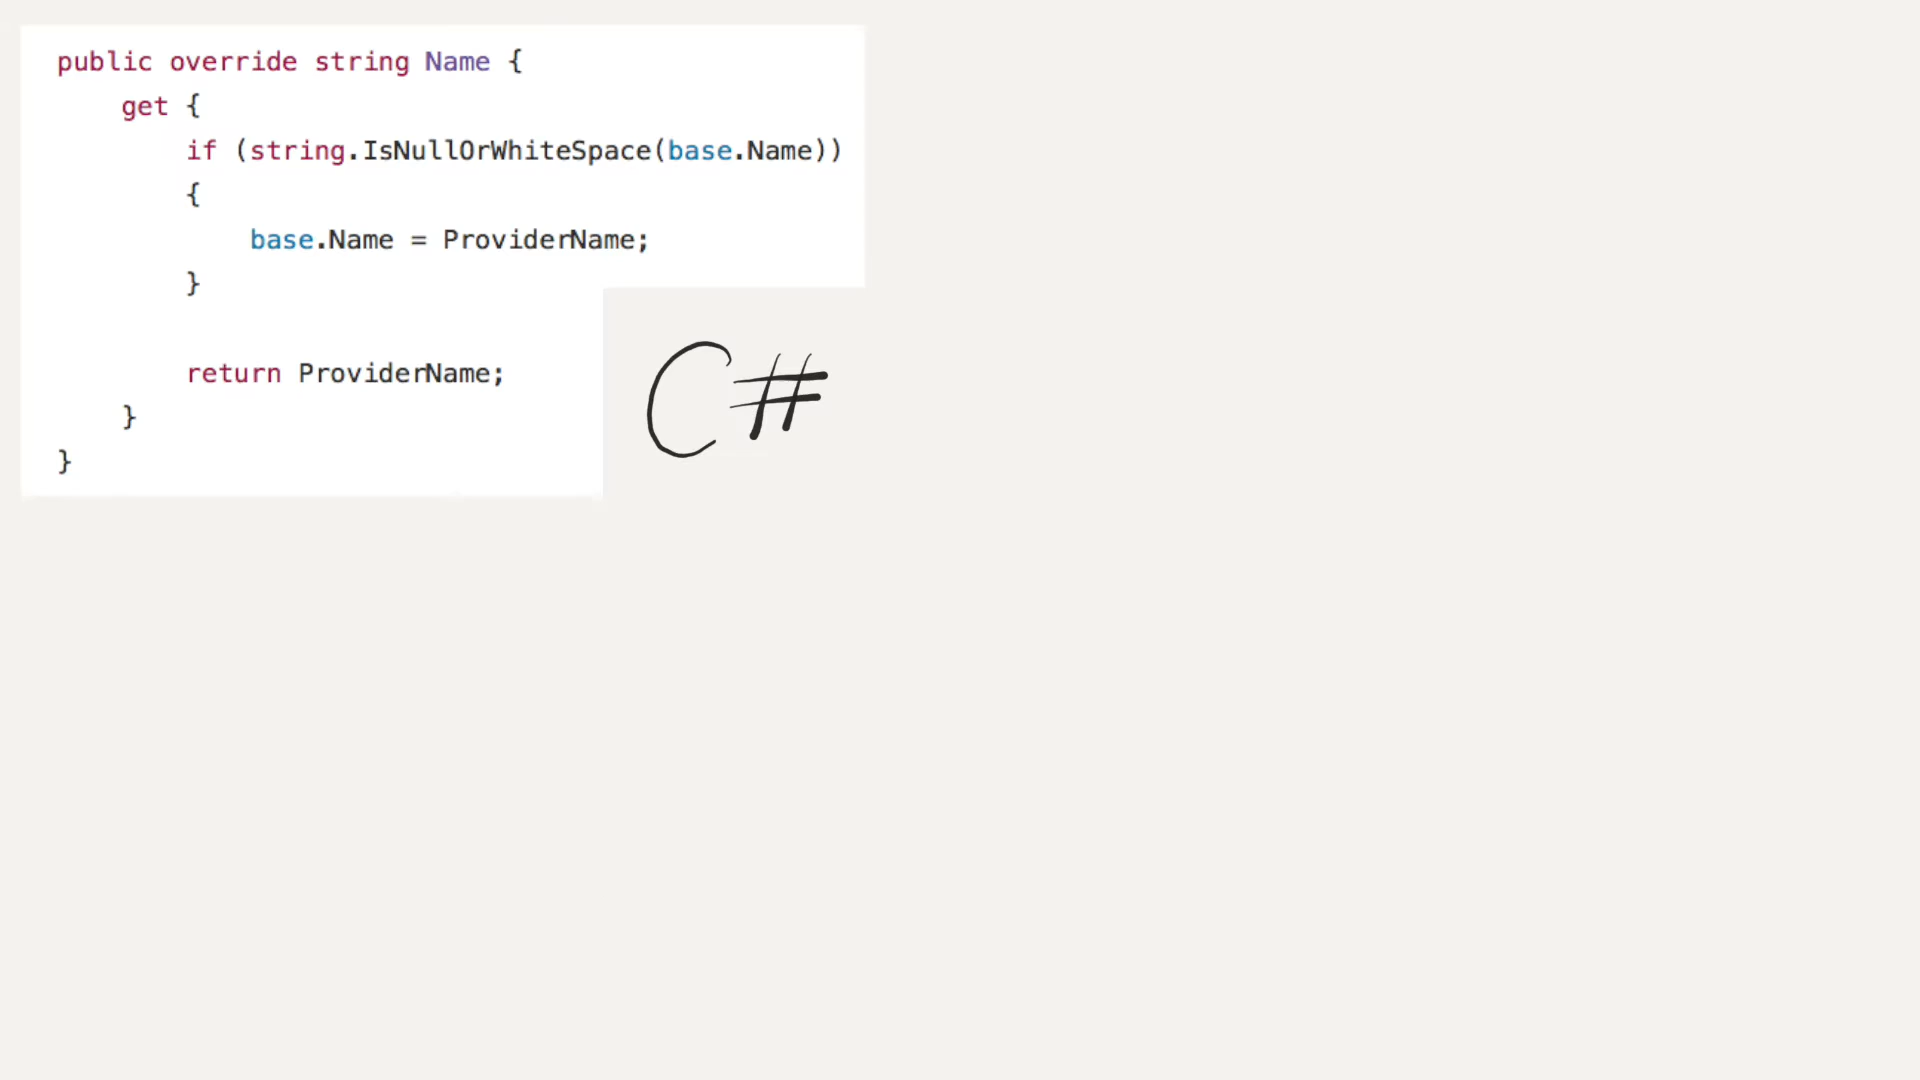 public override string Name {
    get {
        if (string.IsNullOrWhiteSpace(base.Name))
        {
            base.Name = ProviderName;
        }
        return ProviderName;
    }
}
C#